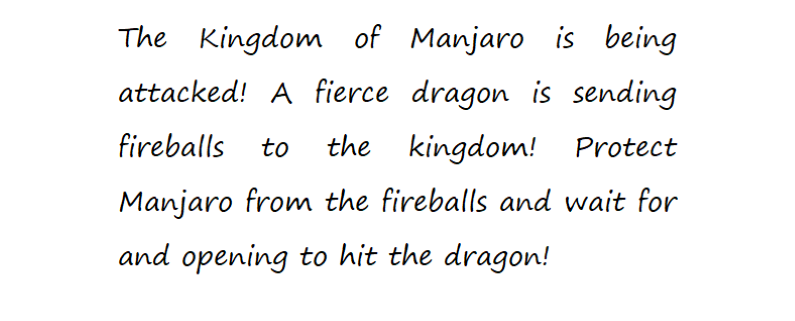 The Kingdom of Manjaro is being
attacked! A fierce dragon is sending
fireballs to the kingdom! Protect
Manjaro from the fireballs and wait for
and opening to hit the dragon!